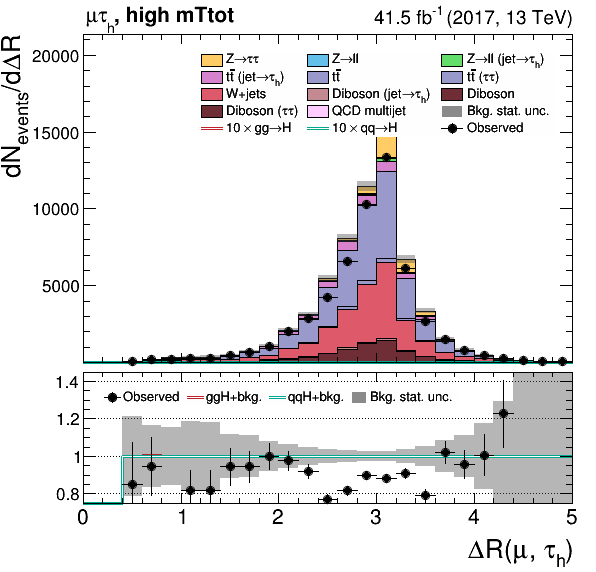 μτh, high mTtot 41.5 fb-1 (2017, 13 TeV)
dNevents/dΔR
20000
15000
10000
5000
Z→ττ Z→ll Z→ll (jet→τh)
tt̄ (jet→τh) tt̄ tt̄ (ττ)
W+jets Diboson (jet→τh) Diboson
Diboson (ττ) QCD multijet Bkg. stat. unc.
10 × gg→H 10 × qq→H Observed
1.4
1.2
1
0.8
Observed ggH+bkg. qqH+bkg. Bkg. stat. unc.
0 1 2 3 4 5
ΔR(μ, τh)